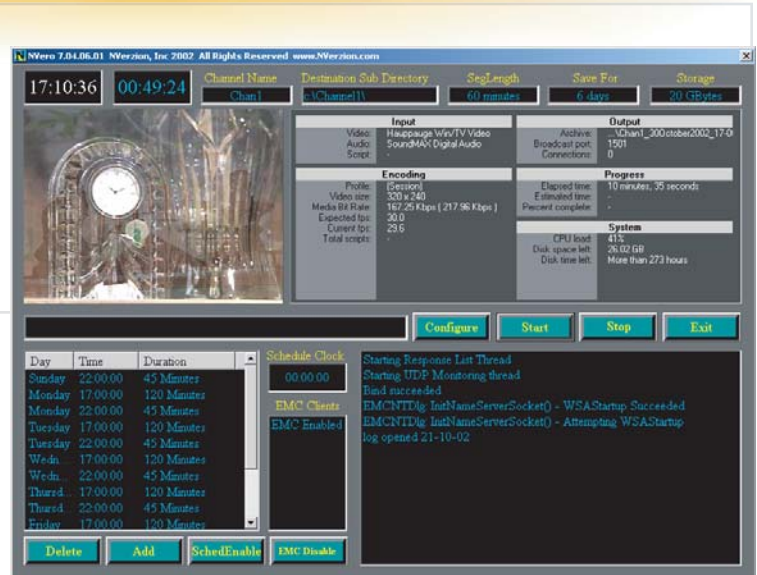 NVero 7.04.06.01 NVerzion, Inc 2002 All Rights Reserved www.NVerzion.com
17:10:36 00:49:24
Channel Name Destination Sub Directory SegLength Save For Storage
Chan1 c:\Channel1\ 60 minutes 6 days 20 GBytes
Input
Video: Hauppauge Win/TV Video
Audio: SoundMAX Digital Audio
Script: -
Output
Archive: ...\Chan1_30October2002_17-0
Broadcast port: 1501
Connections: 0
Encoding
Profile: (Session)
Video size: 320 x 240
Media Bit Rate: 167.25 Kbps ( 217.96 Kbps )
Expected fps: 30.0
Current fps: 29.6
Total scripts: -
Progress
Elapsed time: 10 minutes, 35 seconds
Estimated time: -
Percent complete: -
System
CPU load: 41%
Disk space left: 26.02 GB
Disk time left: More than 273 hours
Configure Start Stop Exit
Day Time Duration
Sunday 22:00:00 45 Minutes
Monday 17:00:00 120 Minutes
Monday 22:00:00 45 Minutes
Tuesday 17:00:00 120 Minutes
Tuesday 22:00:00 45 Minutes
Wedn... 17:00:00 120 Minutes
Wedn... 22:00:00 45 Minutes
Thursd... 17:00:00 120 Minutes
Thursd... 22:00:00 45 Minutes
Friday 17:00:00 120 Minutes
Schedule Clock
00:00:00
EMC Clients
EMC Enabled
Starting Response List Thread
Starting UDP Monitoring thread
Bind succeeded
EMCNTDlg InitNameServerSocket() - WSAStartup Succeeded
EMCNTDlg InitNameServerSocket() - Attempting WSAStartup
log opened 21-10-02
Delete Add SchedEnable EMC Disable